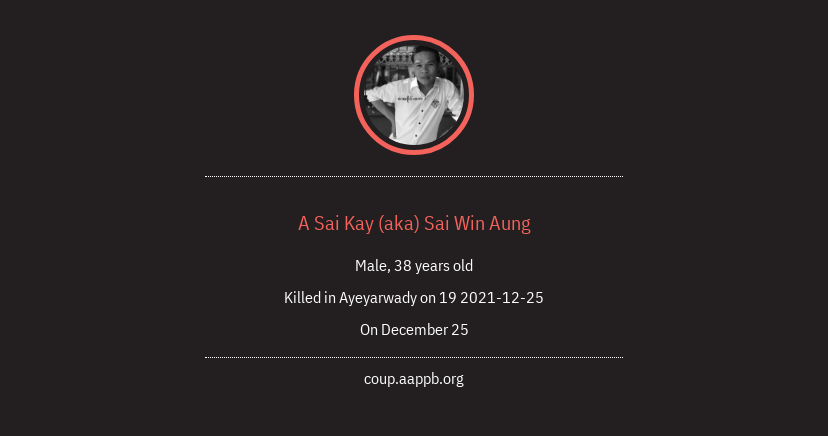 A Sai Kay (aka) Sai Win Aung
Male, 38 years old
Killed in Ayeyarwady on 19 2021-12-25
On December 25
coup.aappb.org